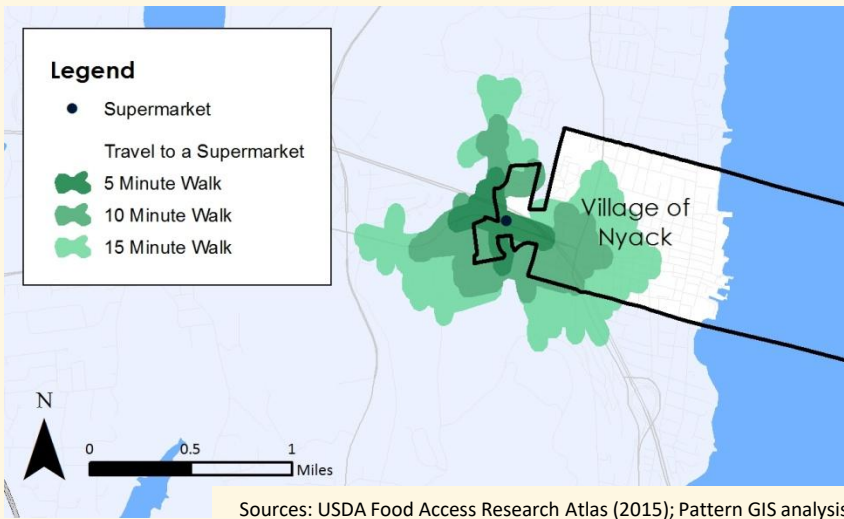 Legend
Supermarket
Travel to a Supermarket
5 Minute Walk
10 Minute Walk
15 Minute Walk
Village of
Nyack
N
0 0.5 1
Miles
Sources: USDA Food Access Research Atlas (2015); Pattern GIS analysis